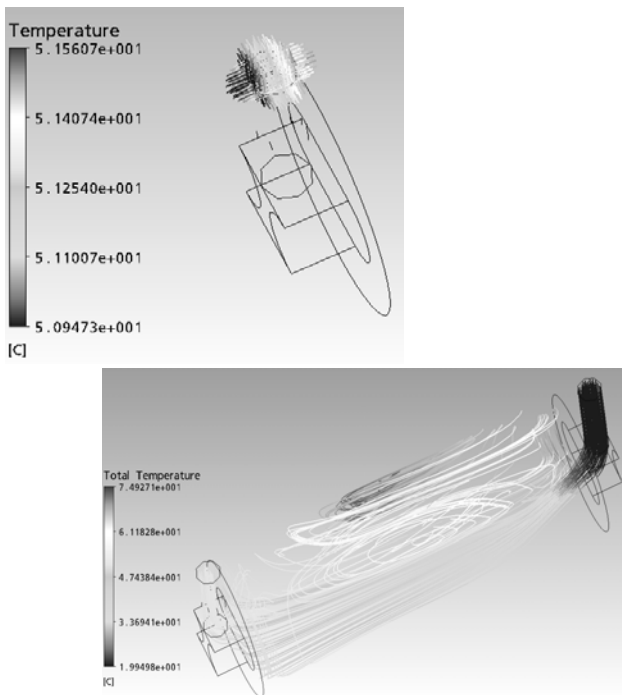 Temperature
5.15607e+001
5.14074e+001
5.12540e+001
5.11007e+001
5.09473e+001
[C]
Total Temperature
7.49271e+001
6.11828e+001
4.74384e+001
3.36941e+001
1.99498e+001
[C]